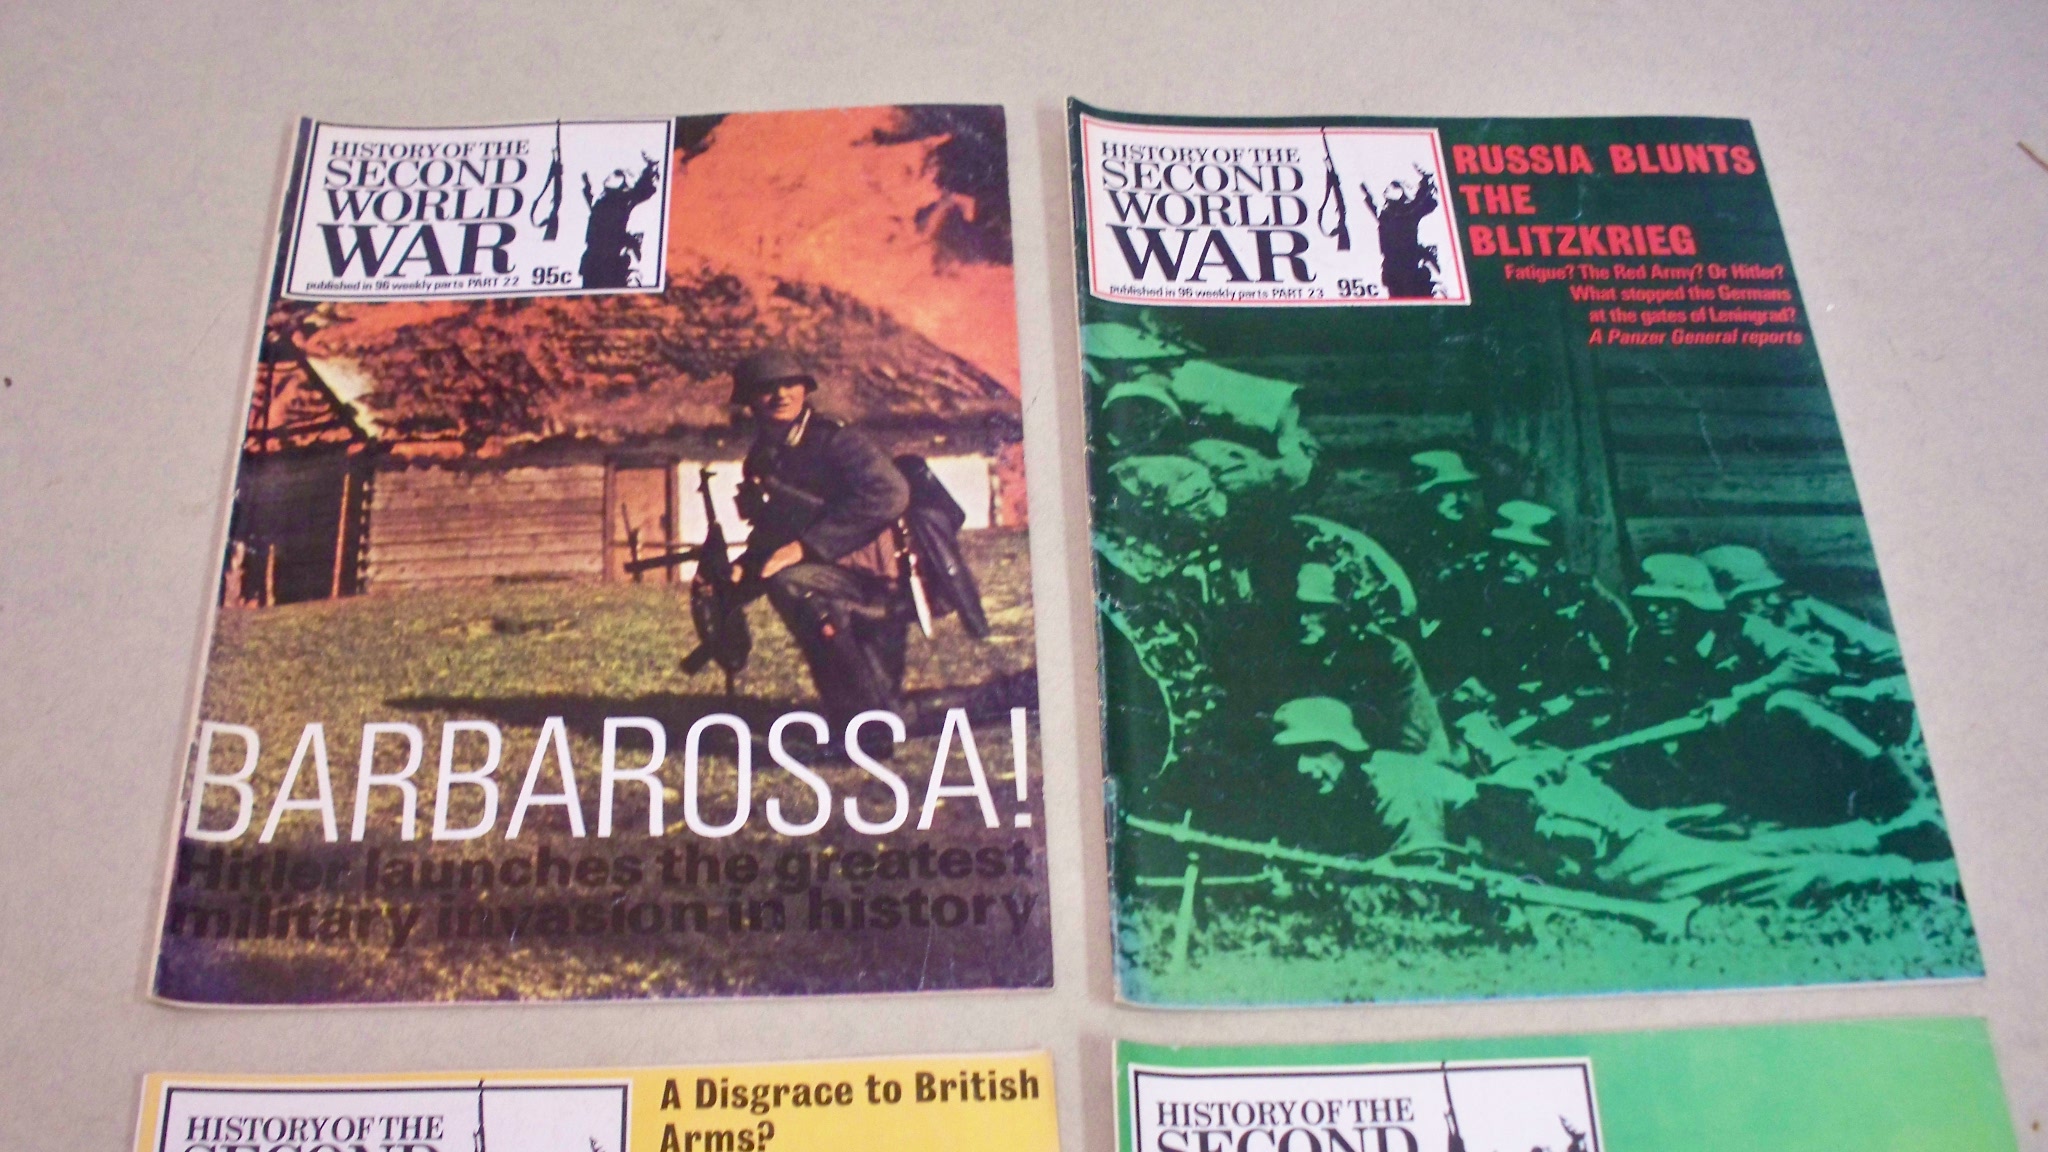 HISTORY OF THE
SECOND
WORLD
WAR
published in 96 weekly parts PART 22 95c
BARBAROSSA!
Hitler launches the greatest
military invasion in history
HISTORY OF THE
SECOND
WORLD
WAR
published in 96 weekly parts PART 23 95c
RUSSIA BLUNTS
THE
BLITZKRIEG
Fatigue? The Red Army? Or Hitler?
What stopped the Germans
at the gates of Leningrad?
A Panzer General reports
HISTORY OF THE
SECOND
A Disgrace to British
Arms?
HISTORY OF THE
SECOND